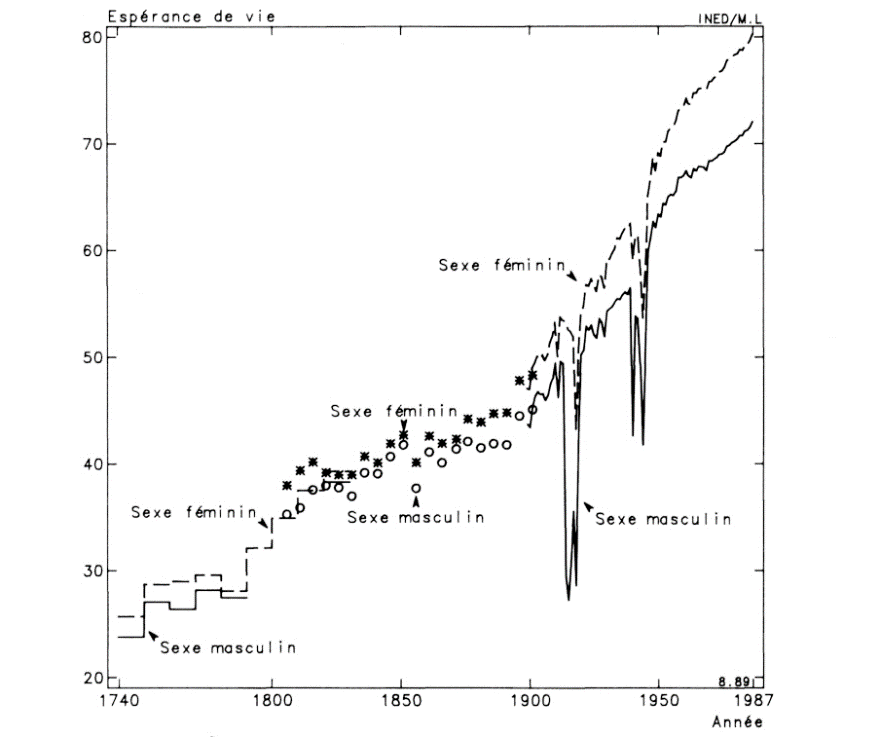 Espérance de vie
INED/M.L
80
70
Sexe féminin
60
50
Sexe féminin
40
Sexe masculin
Sexe féminin
Sexe masculin
30
Sexe masculin
20
8.89
1740
1800
1850
1900
1950
1987
Année